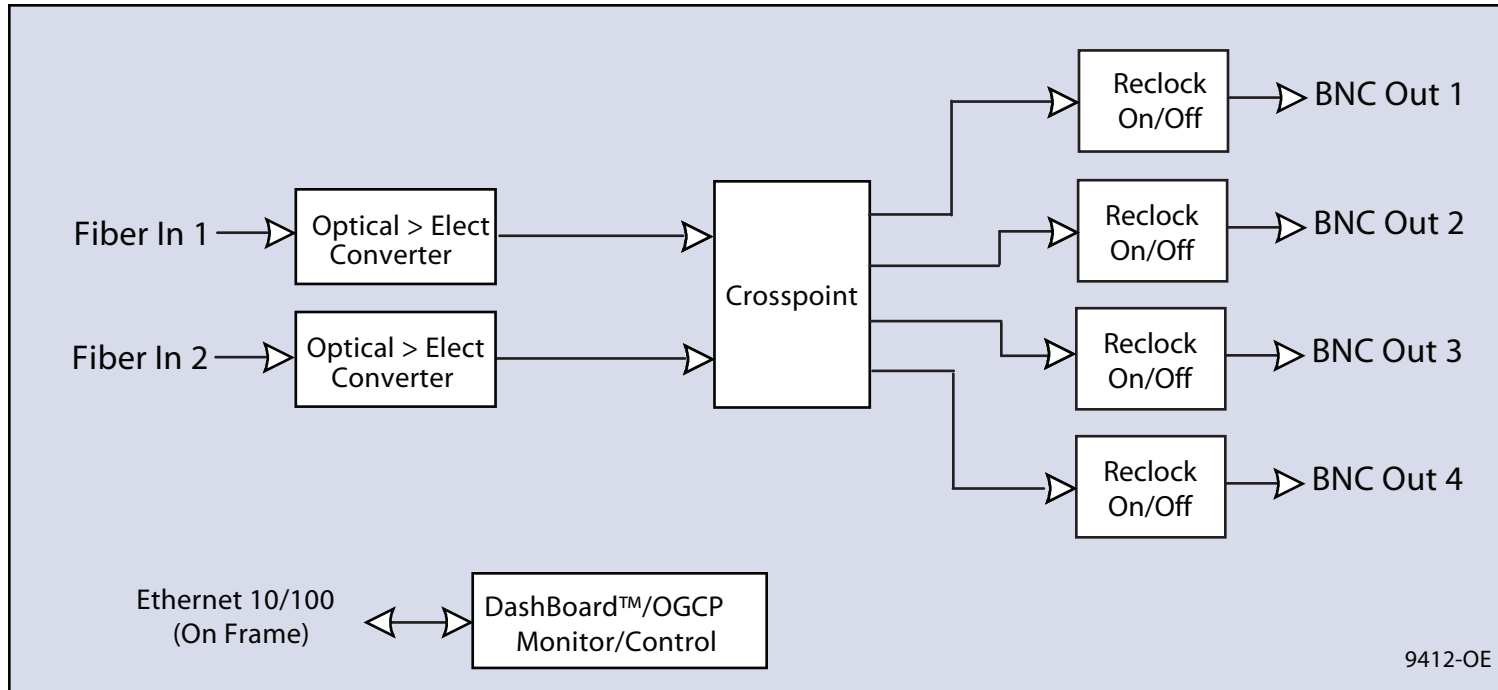 Fiber In 1
Optical > Elect
Converter
Fiber In 2
Optical > Elect
Converter
Crosspoint
Reclock
On/Off
BNC Out 1
Reclock
On/Off
BNC Out 2
Reclock
On/Off
BNC Out 3
Reclock
On/Off
BNC Out 4
Ethernet 10/100
(On Frame)
DashBoard™/OGCP
Monitor/Control
9412-OE